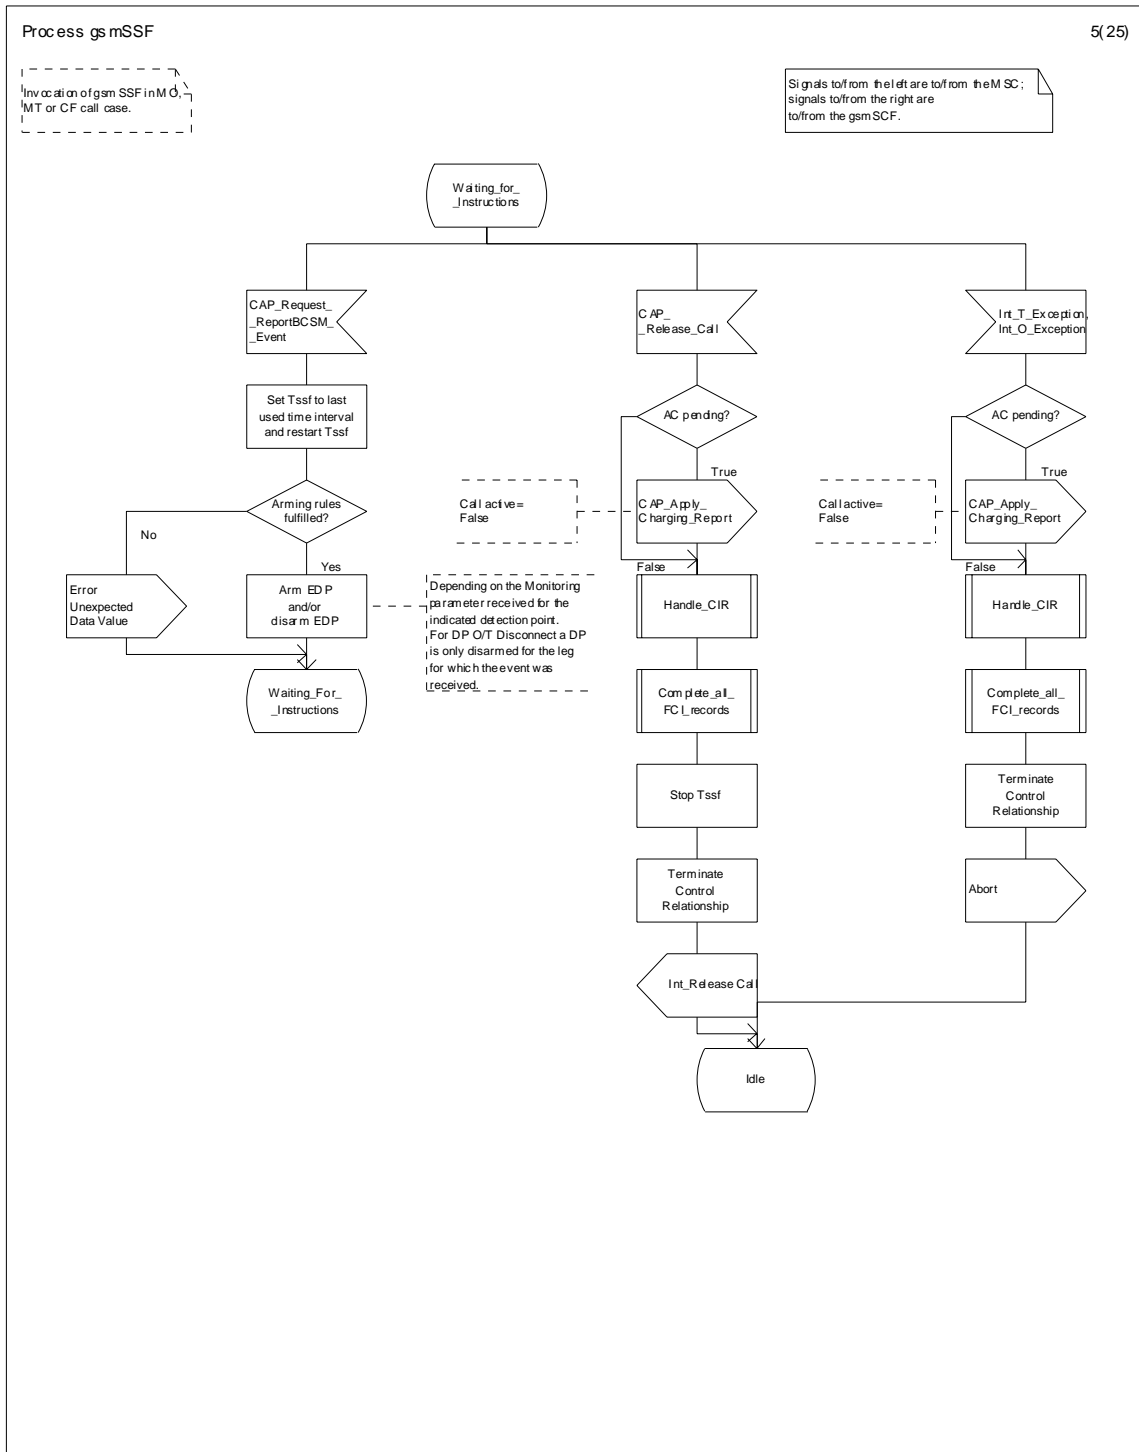 Process gsmSSF
5(25)
Invocation of gsmSSF in MO,
MT or CF call case.
Signals to/from the left are to/from the MSC;
signals to/from the right are
to/from the gsmSCF.
Waiting_for_
_Instructions
CAP_Request_
_ReportBCSM_
_Event
CAP_
_Release_Call
Int_T_Exception,
Int_O_Exception
Set Tssf to last
used time interval
and restart Tssf
AC pending?
AC pending?
True
True
Arming rules
fulfilled?
Call active=
False
CAP_Apply_
Charging_Report
Call active=
False
CAP_Apply_
Charging_Report
No
Yes
False
False
Error
Unexpected
Data Value
Arm EDP
and/or
disarm EDP
Depending on the Monitoring
parameter received for the
indicated detection point.
For DP O/T Disconnect a DP
is only disarmed for the leg
for which the event was
received.
Handle_CIR
Handle_CIR
Waiting_For_
_Instructions
Complete_all_
FCI_records
Complete_all_
FCI_records
Stop Tssf
Terminate
Control
Relationship
Terminate
Control
Relationship
Abort
Int_Release Call
Idle